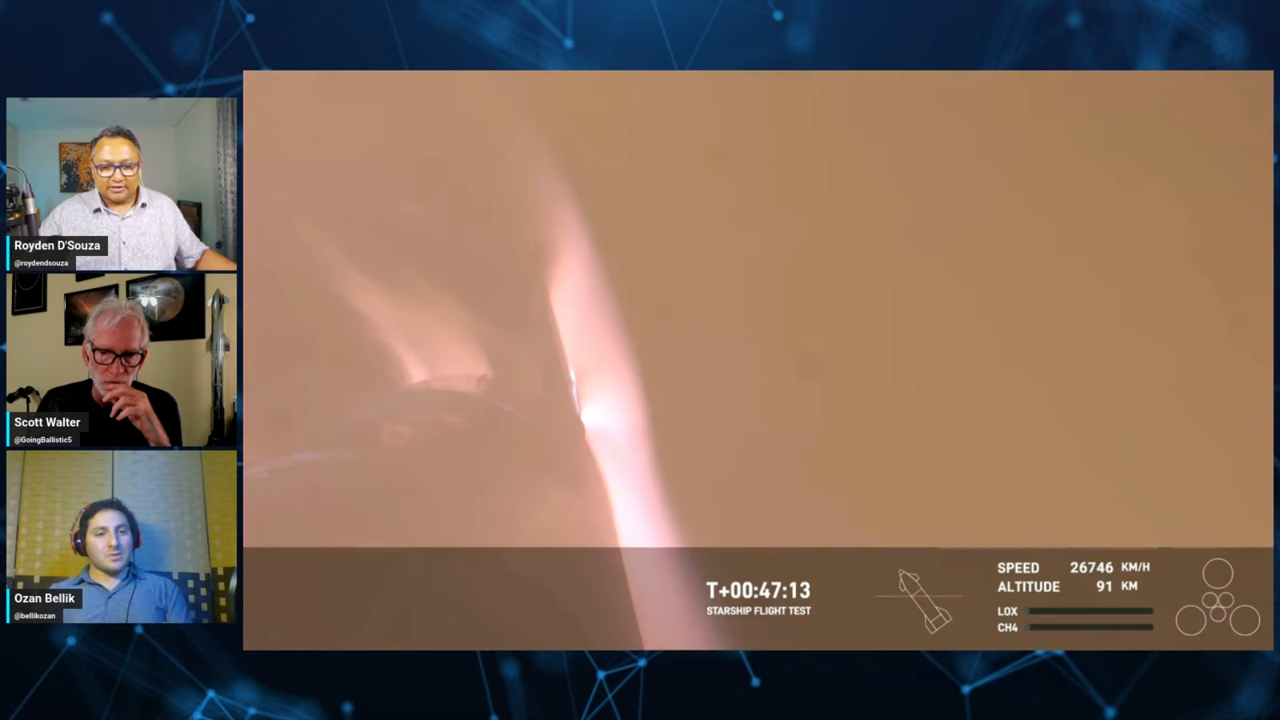 Royden D'Souza
@roydendsouza
Scott Walter
@GoingBallistic5
Ozan Bellik
@bellikozan
T+00:47:13
STARSHIP FLIGHT TEST
SPEED 26746 KM/H
ALTITUDE 91 KM
LOX
CH4